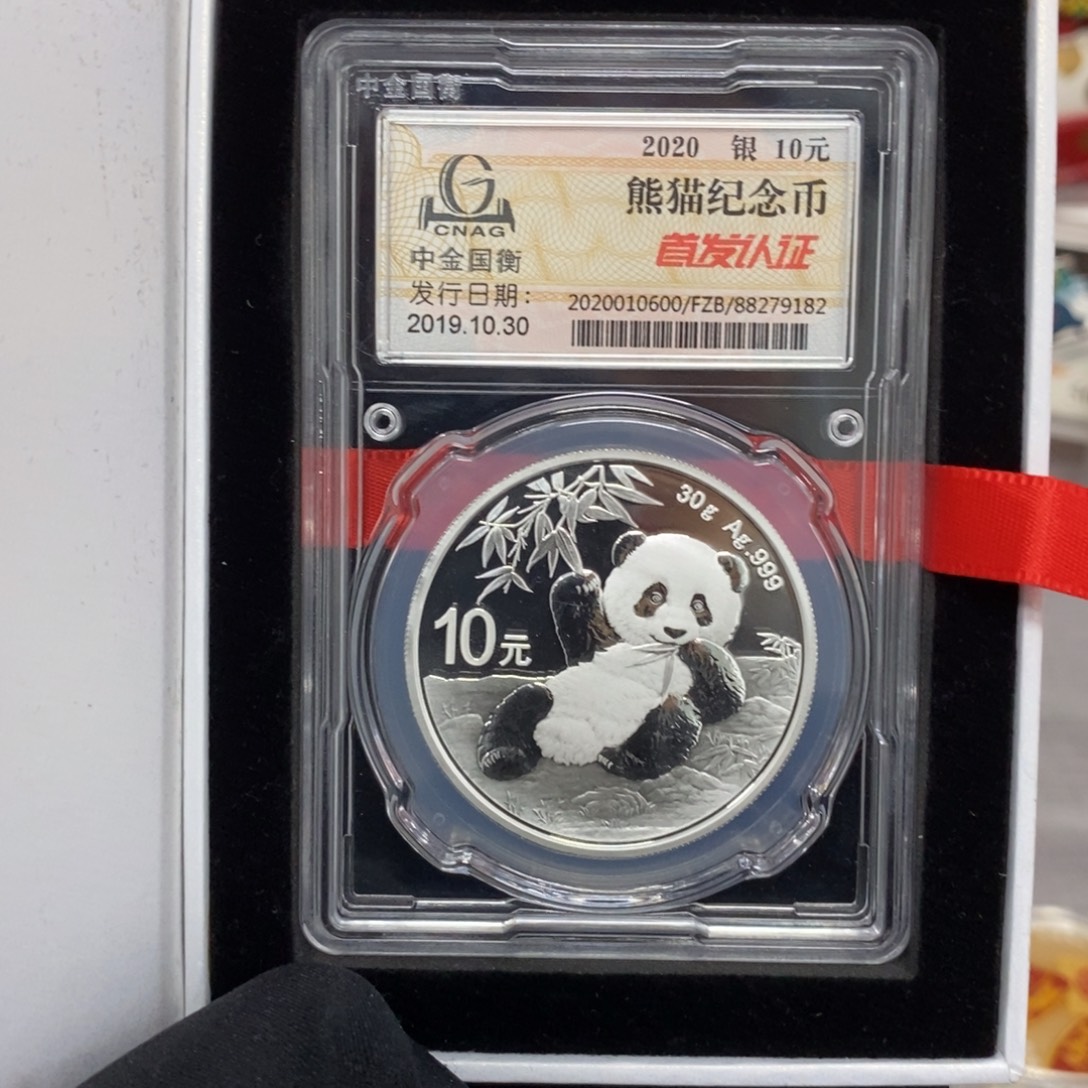 中金国衡
2020 银 10元
熊猫纪念币
首发认证
CNAG
中金国衡
发行日期：
2019.10.30
2020010600/FZB/88279182
30g Ag.999
10元